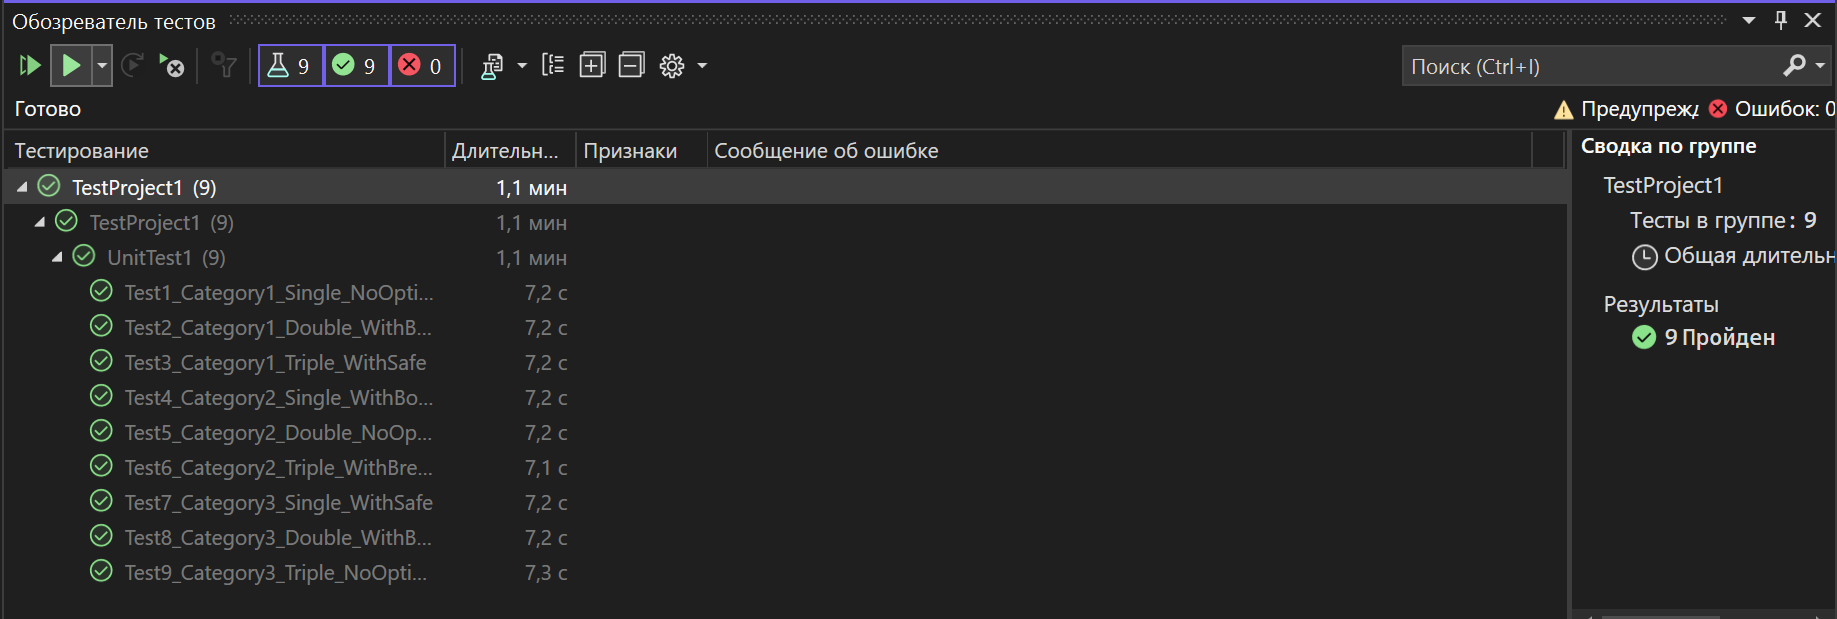 Обозреватель тестов
9 9 0
Поиск (Ctrl+I)
Готово
Предупрежд Ошибок: 0
Тестирование Длительн... Признаки Сообщение об ошибке
TestProject1 (9) 1,1 мин
TestProject1 (9) 1,1 мин
UnitTest1 (9) 1,1 мин
Test1_Category1_Single_NoOpti... 7,2 с
Test2_Category1_Double_WithB... 7,2 с
Test3_Category1_Triple_WithSafe 7,2 с
Test4_Category2_Single_WithBo... 7,2 с
Test5_Category2_Double_NoOp... 7,2 с
Test6_Category2_Triple_WithBre... 7,1 с
Test7_Category3_Single_WithSafe 7,2 с
Test8_Category3_Double_WithB... 7,2 с
Test9_Category3_Triple_NoOpti... 7,3 с
Сводка по группе
TestProject1
Тесты в группе: 9
Общая длительн
Результаты
9 Пройден